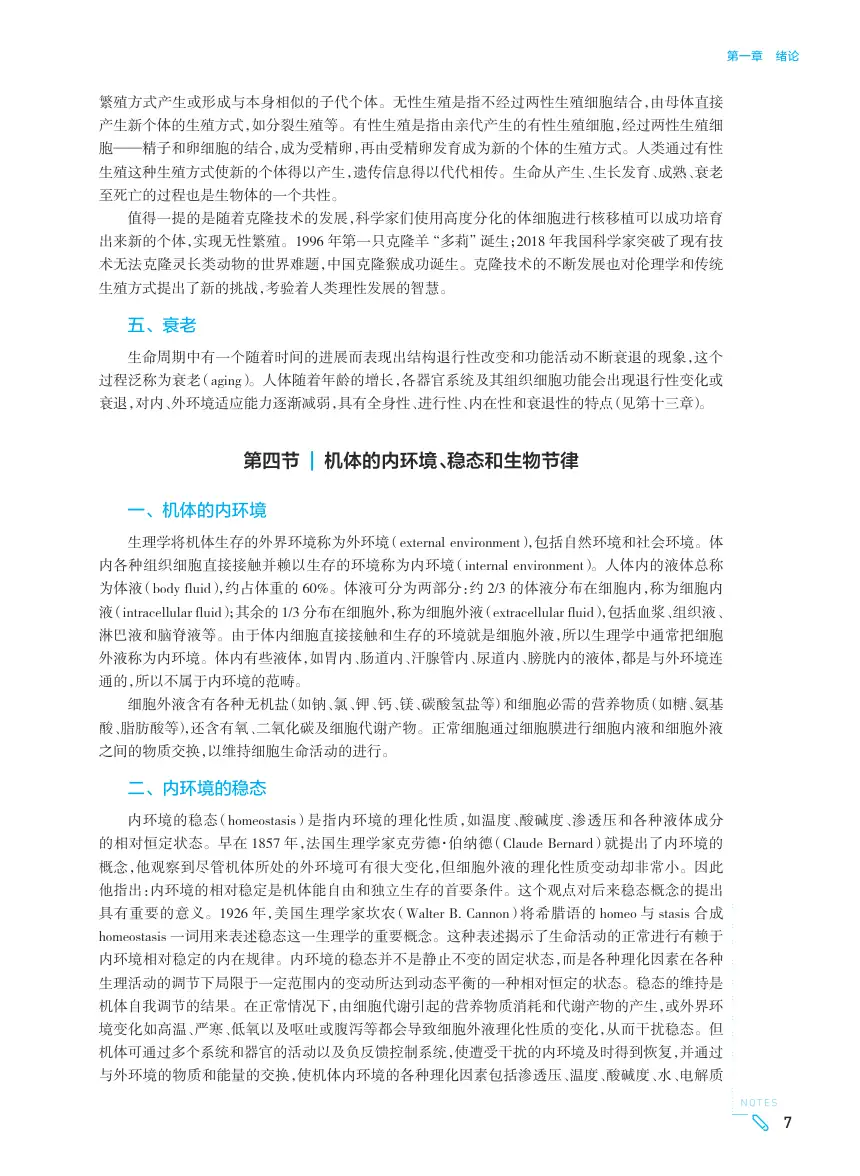 第一章 绪论
繁殖方式产生或形成与本身相似的子代个体。无性生殖是指不经过两性生殖细胞结合,由母体直接
产生新个体的生殖方式,如分裂生殖等。有性生殖是指由亲代产生的有性生殖细胞,经过两性生殖细
胞——精子和卵细胞的结合,成为受精卵,再由受精卵发育成为新的个体的生殖方式。人类通过有性
生殖这种生殖方式使新的个体得以产生,遗传信息得以代代相传。生命从产生、生长发育、成熟、衰老
至死亡的过程也是生物体的一个共性。
值得一提的是随着克隆技术的发展,科学家们使用高度分化的体细胞进行核移植可以成功培育
出来新的个体,实现无性繁殖。1996 年第一只克隆羊“多莉”诞生;2018 年我国科学家突破了现有技
术无法克隆灵长类动物的世界难题,中国克隆猴成功诞生。克隆技术的不断发展也对伦理学和传统
生殖方式提出了新的挑战,考验着人类理性发展的智慧。
五、衰老
生命周期中有一个随着时间的进展而表现出结构退行性改变和功能活动不断衰退的现象,这个
过程泛称为衰老(aging)。人体随着年龄的增长,各器官系统及其组织细胞功能会出现退行性变化或
衰退,对内、外环境适应能力逐渐减弱,具有全身性、进行性、内在性和衰退性的特点(见第十三章)。
第四节 | 机体的内环境、稳态和生物节律
一、机体的内环境
生理学将机体生存的外界环境称为外环境(external environment),包括自然环境和社会环境。体
内各种组织细胞直接接触并赖以生存的环境称为内环境(internal environment)。人体内的液体总称
为体液(body fluid),约占体重的 60%。体液可分为两部分:约 2/3 的体液分布在细胞内,称为细胞内
液(intracellular fluid);其余的 1/3 分布在细胞外,称为细胞外液(extracellular fluid),包括血浆、组织液、
淋巴液和脑脊液等。由于体内细胞直接接触和生存的环境就是细胞外液,所以生理学中通常把细胞
外液称为内环境。体内有些液体,如胃内、肠道内、汗腺管内、尿道内、膀胱内的液体,都是与外环境连
通的,所以不属于内环境的范畴。
细胞外液含有各种无机盐(如钠、氯、钾、钙、镁、碳酸氢盐等)和细胞必需的营养物质(如糖、氨基
酸、脂肪酸等),还含有氧、二氧化碳及细胞代谢产物。正常细胞通过细胞膜进行细胞内液和细胞外液
之间的物质交换,以维持细胞生命活动的进行。
二、内环境的稳态
内环境的稳态(homeostasis)是指内环境的理化性质,如温度、酸碱度、渗透压和各种液体成分
的相对恒定状态。早在 1857 年,法国生理学家克劳德·伯纳德(Claude Bernard)就提出了内环境的
概念,他观察到尽管机体所处的外环境可有很大变化,但细胞外液的理化性质变动却非常小。因此
他指出:内环境的相对稳定是机体能自由和独立生存的首要条件。这个观点对后来稳态概念的提出
具有重要的意义。1926 年,美国生理学家坎农(Walter B. Cannon)将希腊语的 homeo 与 stasis 合成
homeostasis 一词用来表述稳态这一生理学的重要概念。这种表述揭示了生命活动的正常进行有赖于
内环境相对稳定的内在规律。内环境的稳态并不是静止不变的固定状态,而是各种理化因素在各种
生理活动的调节下局限于一定范围内的变动所达到动态平衡的一种相对恒定的状态。稳态的维持是
机体自我调节的结果。在正常情况下,由细胞代谢引起的营养物质消耗和代谢产物的产生,或外界环
境变化如高温、严寒、低氧以及呕吐或腹泻等都会导致细胞外液理化性质的变化,从而干扰稳态。但
机体可通过多个系统和器官的活动以及负反馈控制系统,使遭受干扰的内环境及时得到恢复,并通过
与外环境的物质和能量的交换,使机体内环境的各种理化因素包括渗透压、温度、酸碱度、水、电解质
NOTES
7